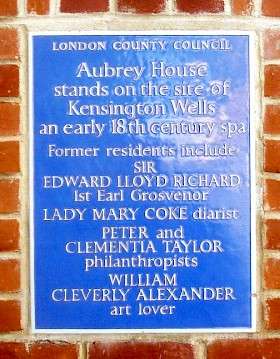 LONDON COUNTY COUNCIL
Aubrey House
stands on the site of
Kensington Wells
an early 18th century spa
Former residents include
SIR
EDWARD LLOYD RICHARD
1st Earl Grosvenor
LADY MARY COKE diarist
PETER and
CLEMENTIA TAYLOR
philanthropists
WILLIAM
CLEVERLY ALEXANDER
art lover